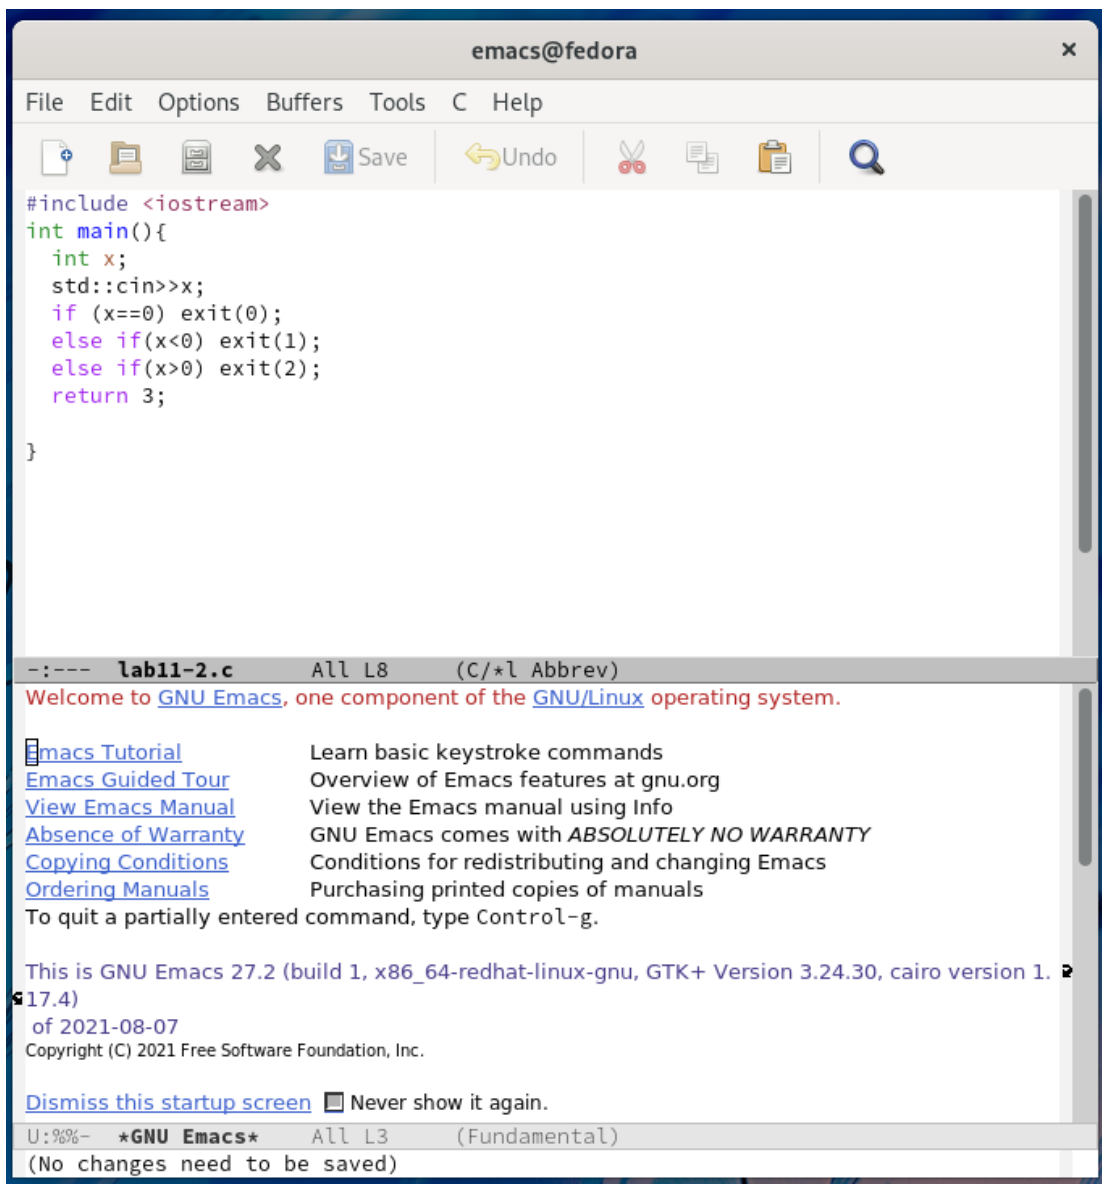 emacs@fedora ×
File Edit Options Buffers Tools C Help
Save Undo
#include <iostream>
int main(){
  int x;
  std::cin>>x;
  if (x==0) exit(0);
  else if(x<0) exit(1);
  else if(x>0) exit(2);
  return 3;
}
-:--- lab11-2.c All L8 (C/*l Abbrev)
Welcome to GNU Emacs, one component of the GNU/Linux operating system.
Emacs Tutorial Learn basic keystroke commands
Emacs Guided Tour Overview of Emacs features at gnu.org
View Emacs Manual View the Emacs manual using Info
Absence of Warranty GNU Emacs comes with ABSOLUTELY NO WARRANTY
Copying Conditions Conditions for redistributing and changing Emacs
Ordering Manuals Purchasing printed copies of manuals
To quit a partially entered command, type Control-g.
This is GNU Emacs 27.2 (build 1, x86_64-redhat-linux-gnu, GTK+ Version 3.24.30, cairo version 1.
17.4)
of 2021-08-07
Copyright (C) 2021 Free Software Foundation, Inc.
Dismiss this startup screen Never show it again.
U:%%- *GNU Emacs* All L3 (Fundamental)
(No changes need to be saved)